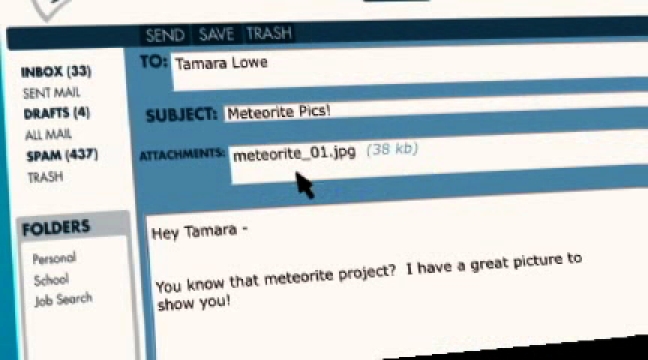 SEND SAVE TRASH
TO: Tamara Lowe
INBOX (33)
SENT MAIL
DRAFTS (4)
SUBJECT: Meteorite Pics!
ALL MAIL
SPAM (437)
ATTACHMENTS: meteorite_01.jpg (38 kb)
TRASH
FOLDERS
Personal
School
Job Search
Hey Tamara -
You know that meteorite project? I have a great picture to
show you!